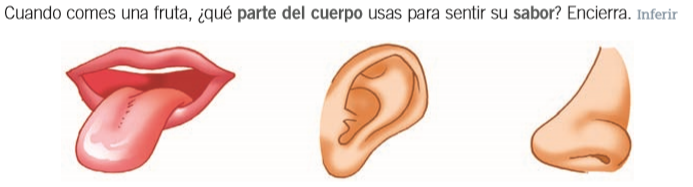 Cuando comes una fruta, ¿qué parte del cuerpo usas para sentir su sabor? Encierra. Inferir